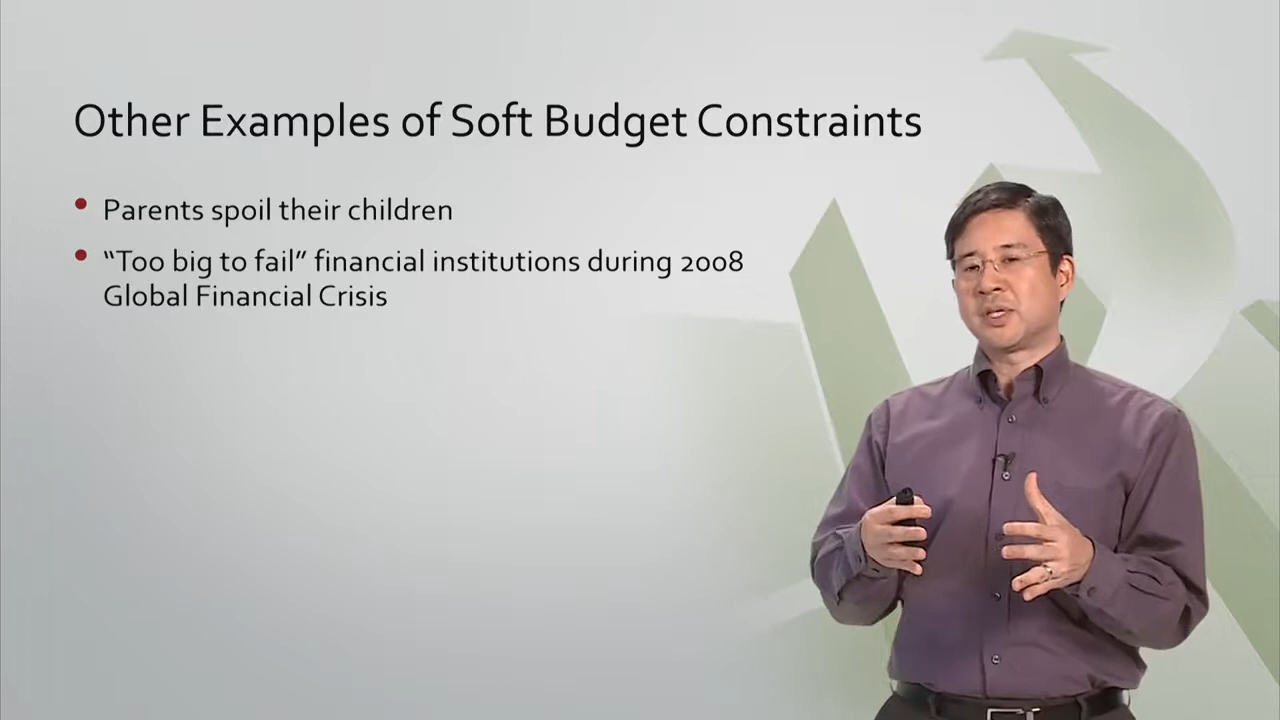 Other Examples of Soft Budget Constraints
• Parents spoil their children
• “Too big to fail” financial institutions during 2008
Global Financial Crisis